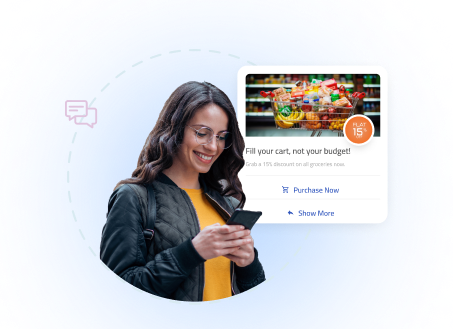 FLAT
15%
Fill your cart, not your budget!
Grab a 15% discount on all groceries now.
Purchase Now
Show More